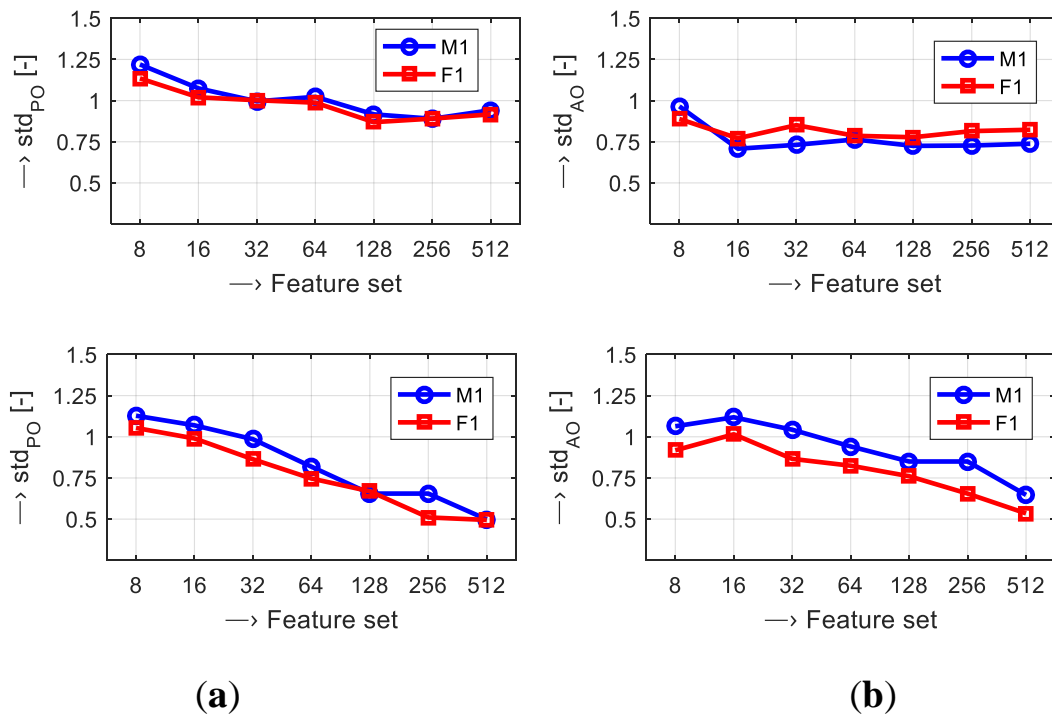 1.5
1.25
1
0.75
0.5
—› std_PO [-]
M1
F1
8 16 32 64 128 256 512
—› Feature set
1.5
1.25
1
0.75
0.5
—› std_AO [-]
M1
F1
8 16 32 64 128 256 512
—› Feature set
1.5
1.25
1
0.75
0.5
—› std_PO [-]
M1
F1
8 16 32 64 128 256 512
—› Feature set
1.5
1.25
1
0.75
0.5
—› std_AO [-]
M1
F1
8 16 32 64 128 256 512
—› Feature set
(a)
(b)